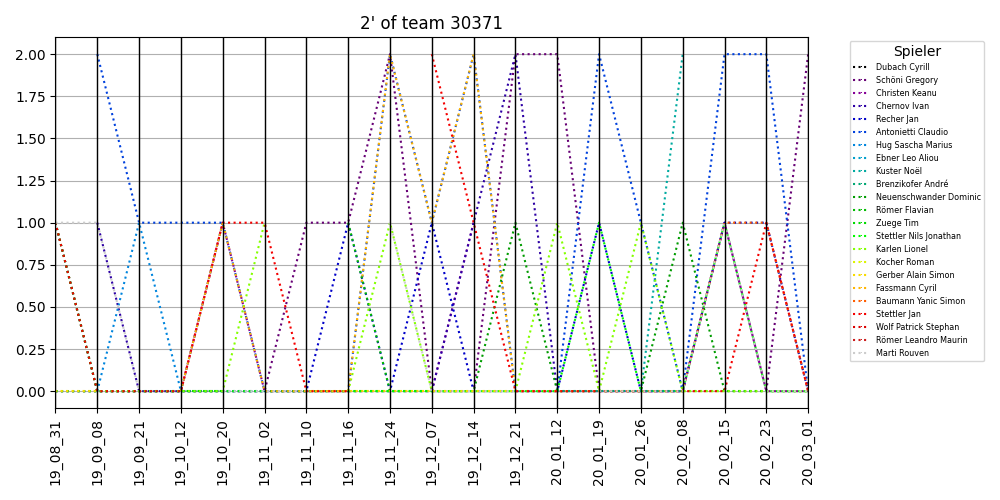 2' of team 30371
2.00
1.75
1.50
1.25
1.00
0.75
0.50
0.25
0.00
19_08_31
19_09_08
19_09_21
19_10_12
19_10_20
19_11_02
19_11_10
19_11_16
19_11_24
19_12_07
19_12_14
19_12_21
20_01_12
20_01_19
20_01_26
20_02_08
20_02_15
20_02_23
20_03_01
Spieler
Dubach Cyrill
Schöni Gregory
Christen Keanu
Chernov Ivan
Recher Jan
Antonietti Claudio
Hug Sascha Marius
Ebner Leo Aliou
Kuster Noël
Brenzikofer André
Neuenschwander Dominic
Römer Flavian
Zuege Tim
Stettler Nils Jonathan
Karlen Lionel
Kocher Roman
Gerber Alain Simon
Fassmann Cyril
Baumann Yanic Simon
Stettler Jan
Wolf Patrick Stephan
Römer Leandro Maurin
Marti Rouven